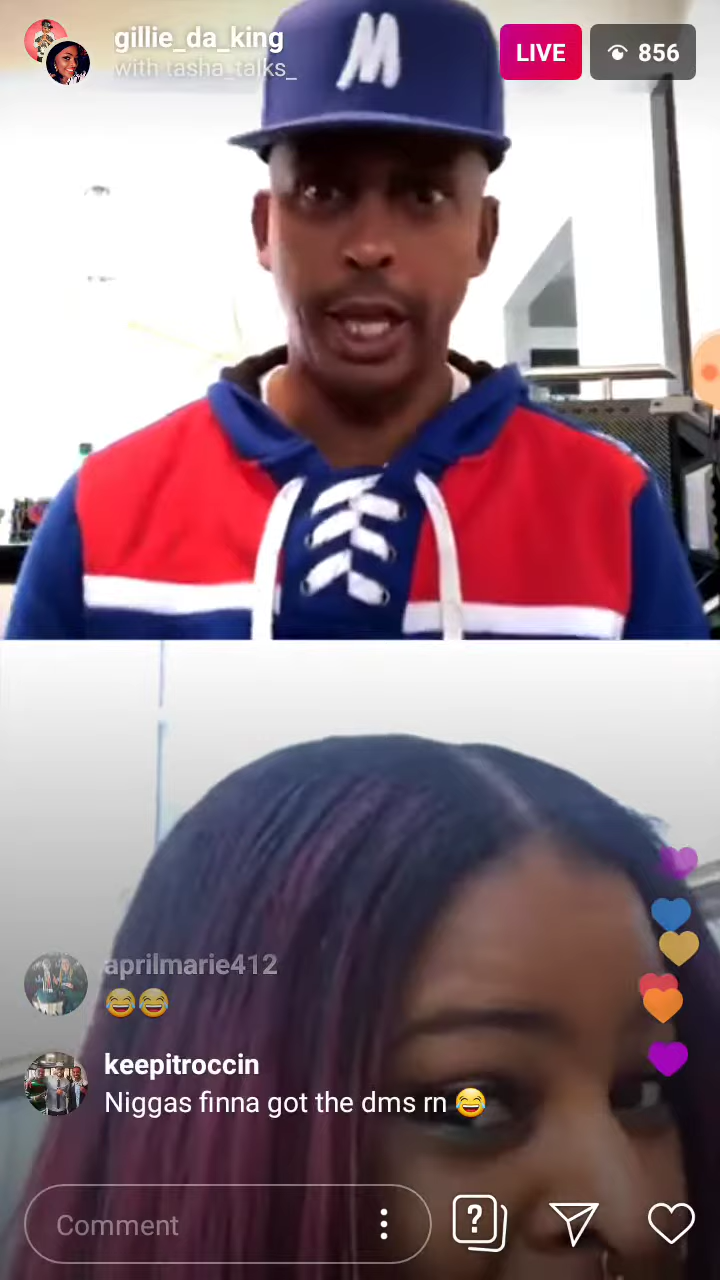 M
gillie_da_king
with tasha_talks_
LIVE
856
aprilmarie412
😂😂
keepitroccin
Niggas finna got the dms rn 😂
Comment
?